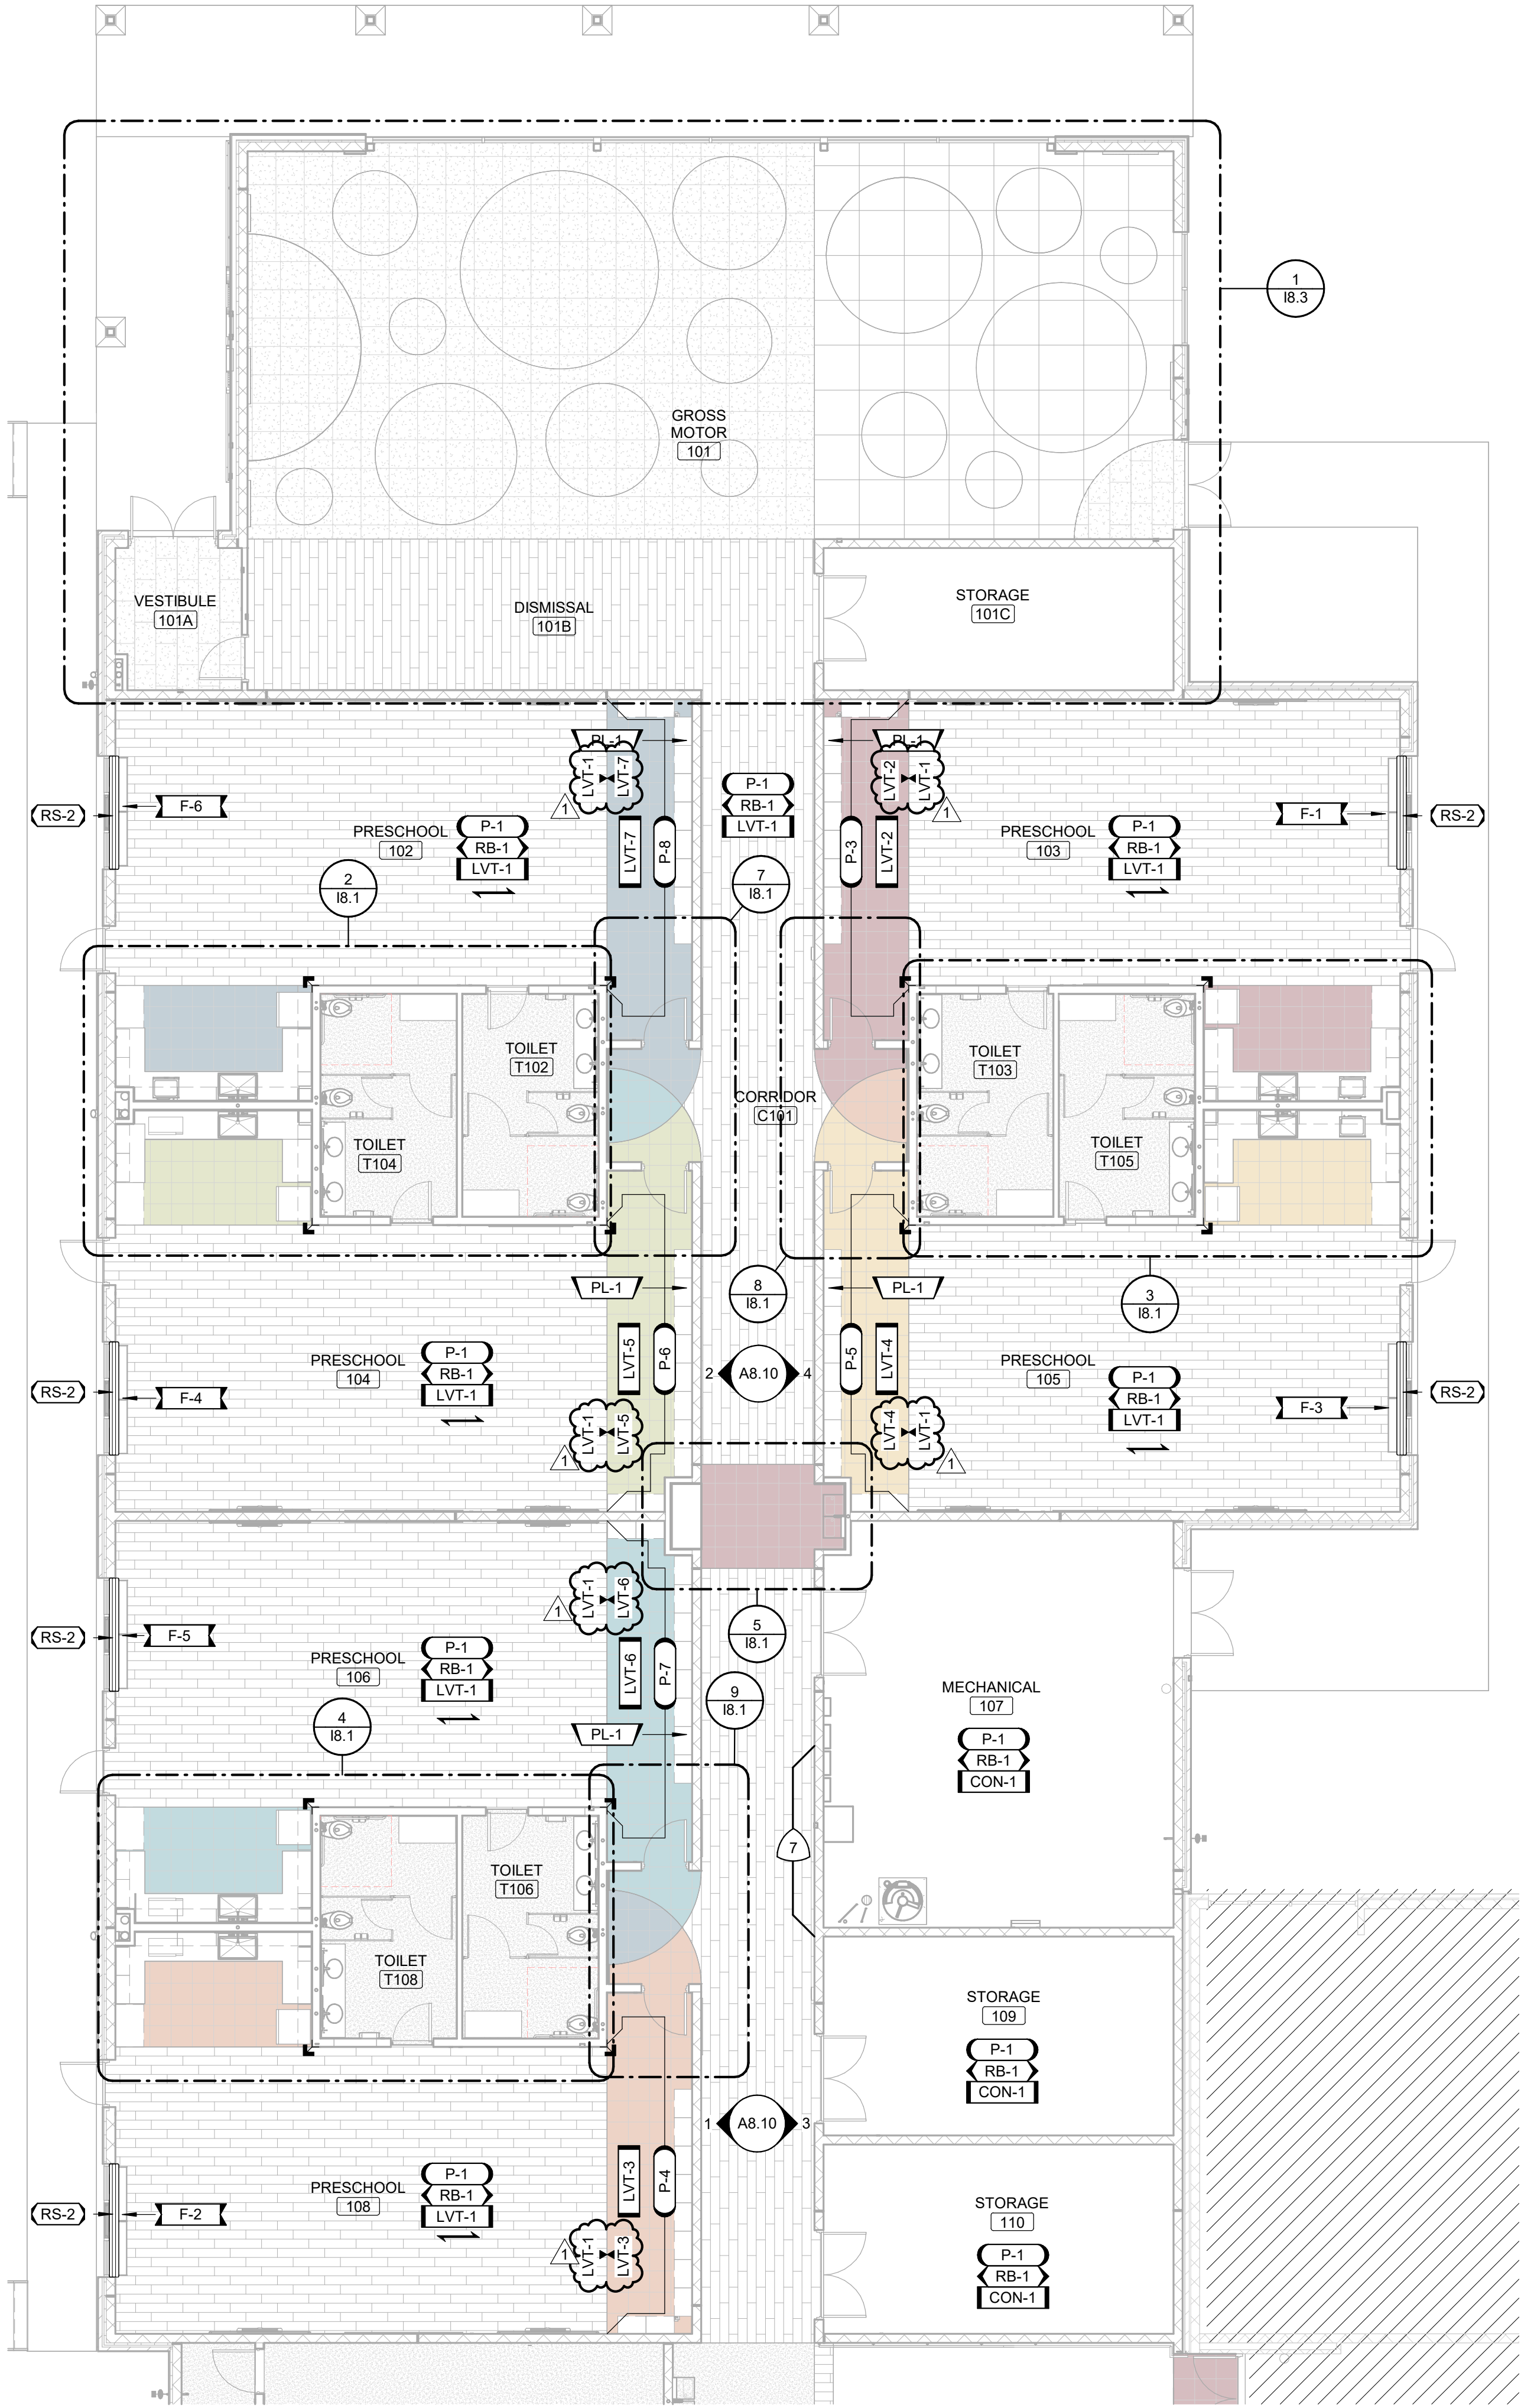 1
I8.3
GROSS
MOTOR
101
VESTIBULE
101A
DISMISSAL
101B
STORAGE
101C
PL-1
PL-1
LVT-1
LVT-7
1
LVT-2
LVT-1
1
P-1
RB-1
LVT-1
RS-2
F-6
PRESCHOOL
102
P-1
RB-1
LVT-1
LVT-7
P-8
P-3
LVT-2
PRESCHOOL
103
P-1
RB-1
LVT-1
F-1
RS-2
2
I8.1
7
I8.1
TOILET
T102
TOILET
T103
CORRIDOR
C101
TOILET
T104
TOILET
T105
PL-1
8
I8.1
PL-1
3
I8.1
RS-2
F-4
PRESCHOOL
104
P-1
RB-1
LVT-1
LVT-5
P-6
2
A8.10
4
P-5
LVT-4
PRESCHOOL
105
P-1
RB-1
LVT-1
F-3
RS-2
LVT-1
LVT-5
1
LVT-4
LVT-1
1
LVT-1
LVT-6
1
5
I8.1
RS-2
F-5
PRESCHOOL
106
P-1
RB-1
LVT-1
LVT-6
P-7
9
I8.1
PL-1
MECHANICAL
107
P-1
RB-1
CON-1
4
I8.1
7
TOILET
T106
TOILET
T108
STORAGE
109
P-1
RB-1
CON-1
1
A8.10
3
RS-2
F-2
PRESCHOOL
108
P-1
RB-1
LVT-1
LVT-3
P-4
LVT-1
LVT-3
1
STORAGE
110
P-1
RB-1
CON-1